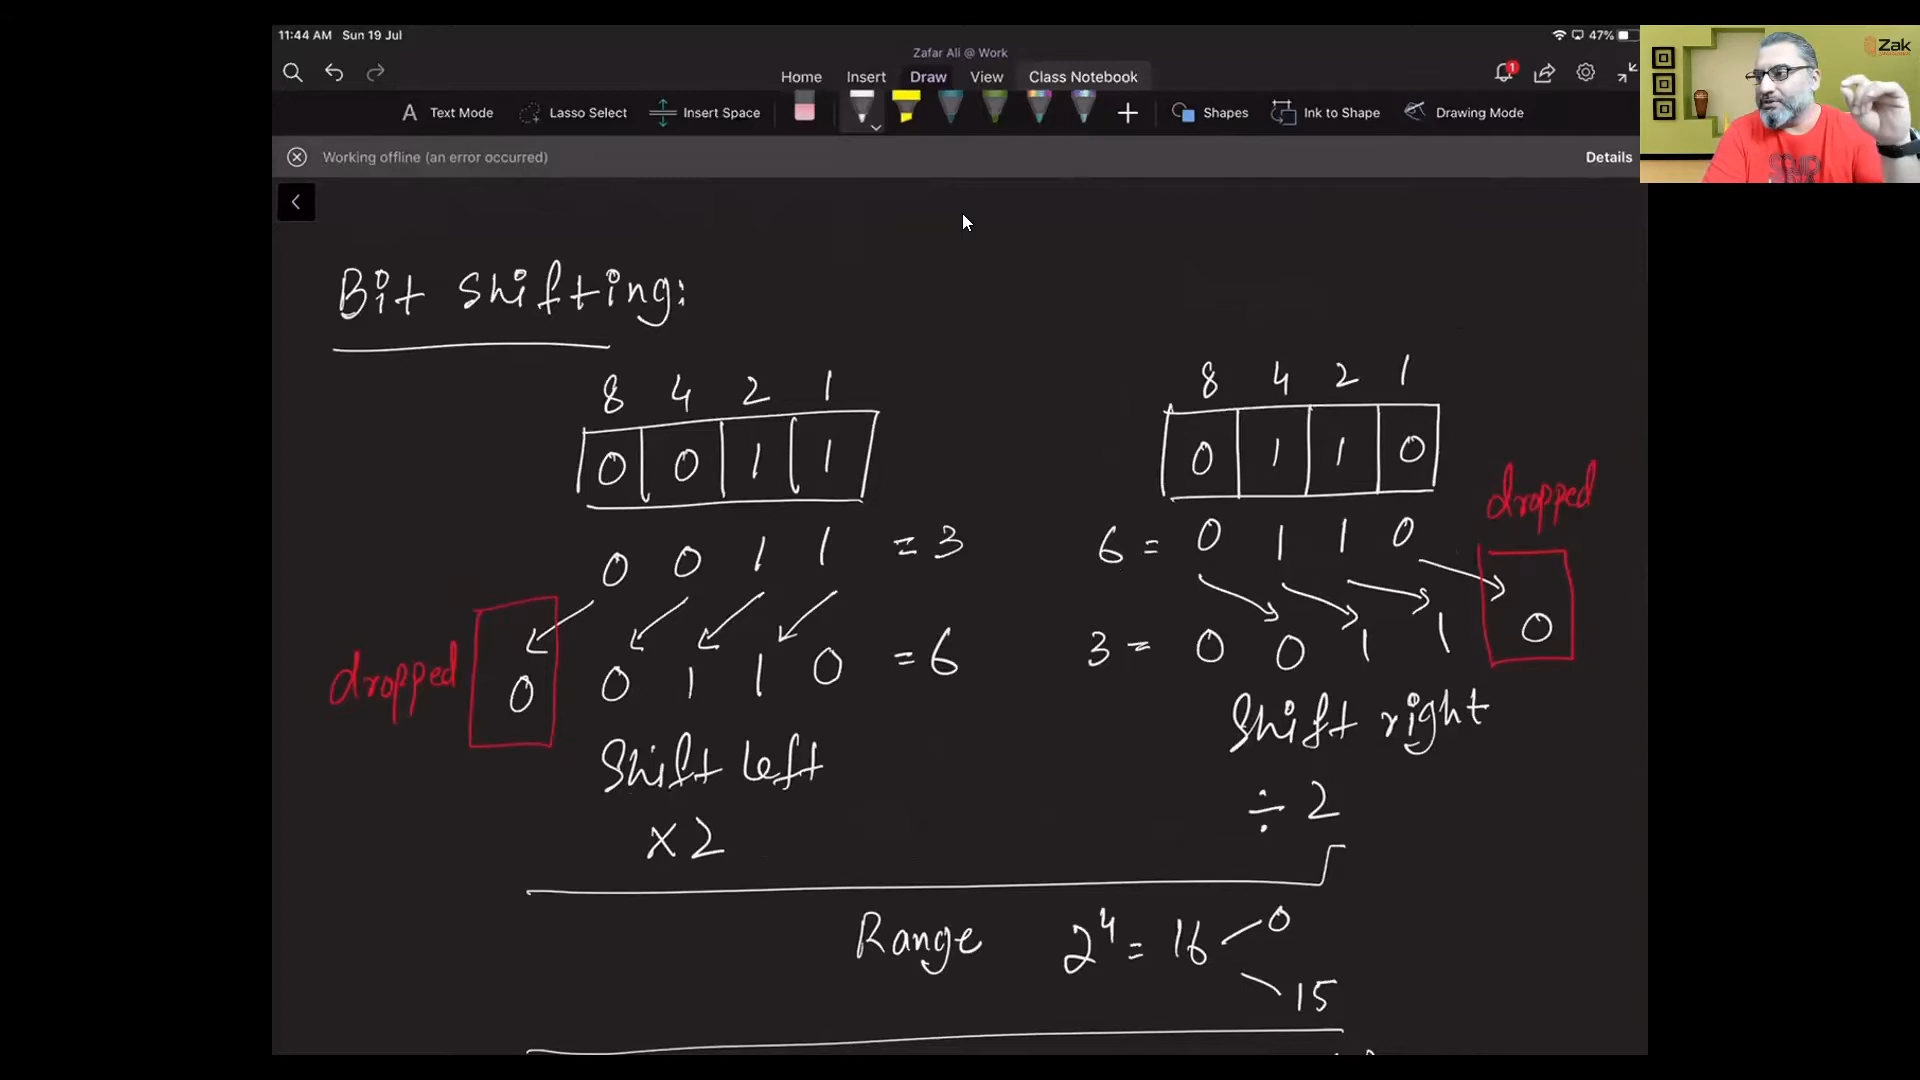 11:44 AM Sun 19 Jul 47%
Zafar Ali @ Work
Zak
Home Insert Draw View Class Notebook 1
A Text Mode Lasso Select Insert Space + Shapes Ink to Shape Drawing Mode
Working offline (an error occurred) Details
Bit Shifting:
8 4 2 1
0 0 1 1
0 0 1 1 = 3
dropped 0 0 1 1 0 = 6
Shift left
×2
8 4 2 1
0 1 1 0
dropped
6 = 0 1 1 0
3 = 0 0 1 1 0
Shift right
÷ 2
Range 2⁴ = 16 0
15